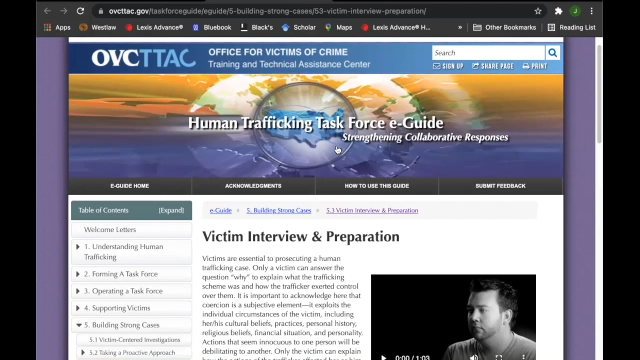 ovcttac.gov/taskforceguide/eguide/5-building-strong-cases/53-victim-interview-preparation/
Apps Westlaw Lexis Advance® Bluebook Black's Scholar Maps Lexis Advance® H... Other Bookmarks Reading List
OVCTTAC OFFICE FOR VICTIMS OF CRIME
Training and Technical Assistance Center
Search
SIGN UP SHARE PAGE PRINT
Human Trafficking Task Force e-Guide
Strengthening Collaborative Responses
E-GUIDE HOME ACKNOWLEDGMENTS HOW TO USE THIS GUIDE SUBMIT FEEDBACK
Table of Contents (Expand)
Welcome Letters
1. Understanding Human
Trafficking
2. Forming A Task Force
3. Operating a Task Force
4. Supporting Victims
5. Building Strong Cases
5.1 Victim-Centered Investigations
5.2 Taking a Proactive Approach
e-Guide > 5. Building Strong Cases > 5.3 Victim Interview & Preparation
Victim Interview & Preparation
Victims are essential to prosecuting a human
trafficking case. Only a victim can answer the
question "why" to explain what the trafficking
scheme was and how the trafficker exerted control
over them. It is important to acknowledge here that
coercion is a subjective element—it exploits the
individual circumstances of the victim, including
her/his cultural beliefs, practices, personal history,
religious beliefs, financial situation, and personality.
Actions that seem innocuous to one person will be
debilitating to another. Only the victim can explain
0:00 / 1:03